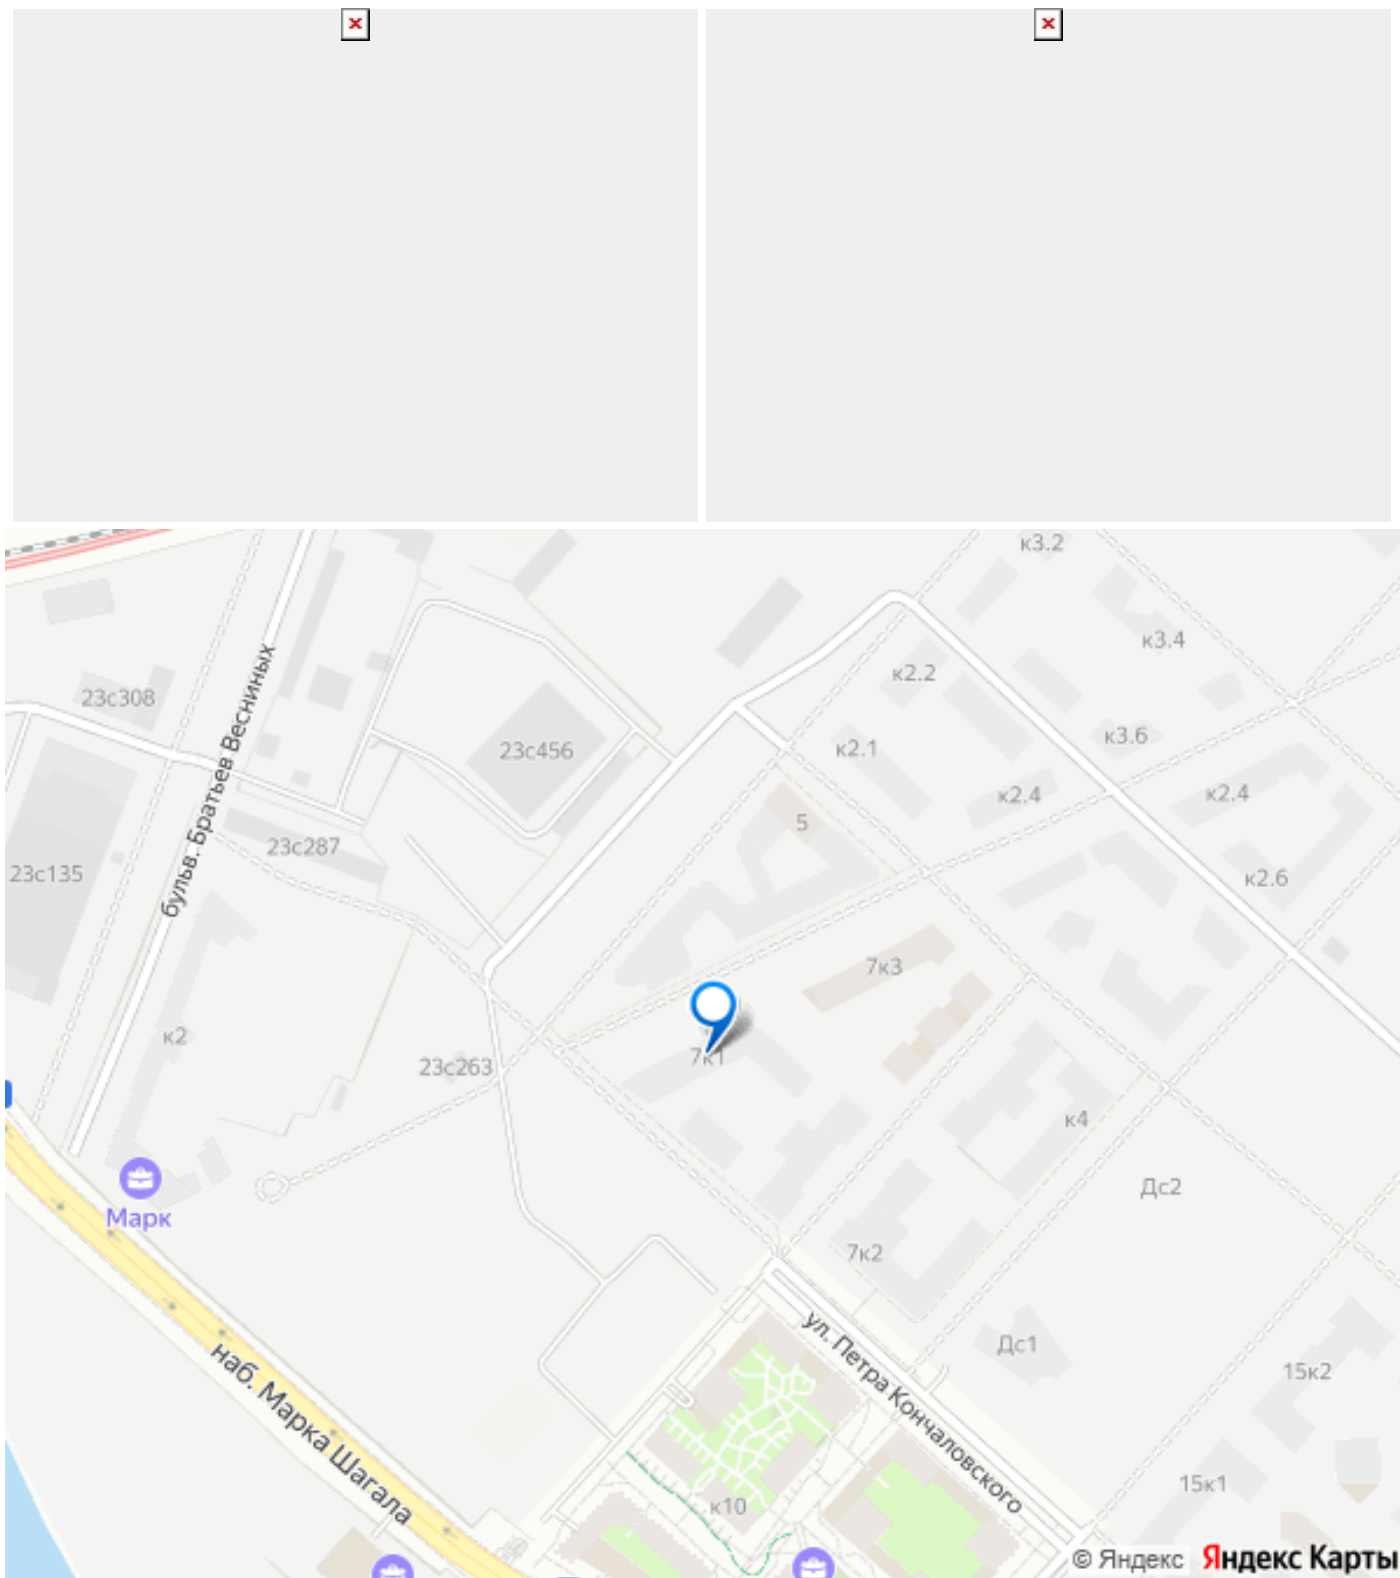 к3.2
к3.4
к2.2
23с308
бульв. Братьев Весниных
к3.6
к2.1
23с456
к2.4
к2.4
5
23с287
23с135
к2.6
7к3
к2
7к1
23с263
к4
Марк
Дс2
7к2
ул. Петра Кончаловского
Дс1
15к2
наб. Марка Шагала
15к1
к10
© Яндекс Яндекс Карты